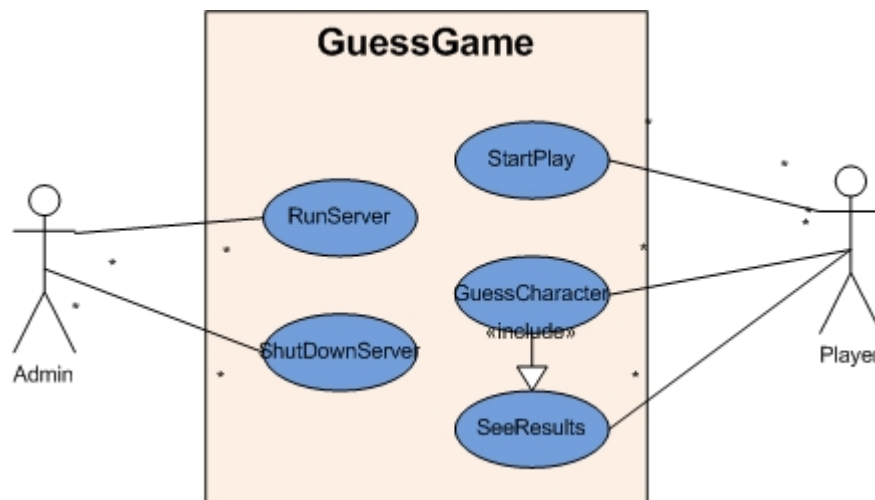 GuessGame
*
StartPlay
*
*
*
RunServer
*
*
*
GuessCharacter
*
«include»
ShutDownServer
Player
Admin
*
*
SeeResults